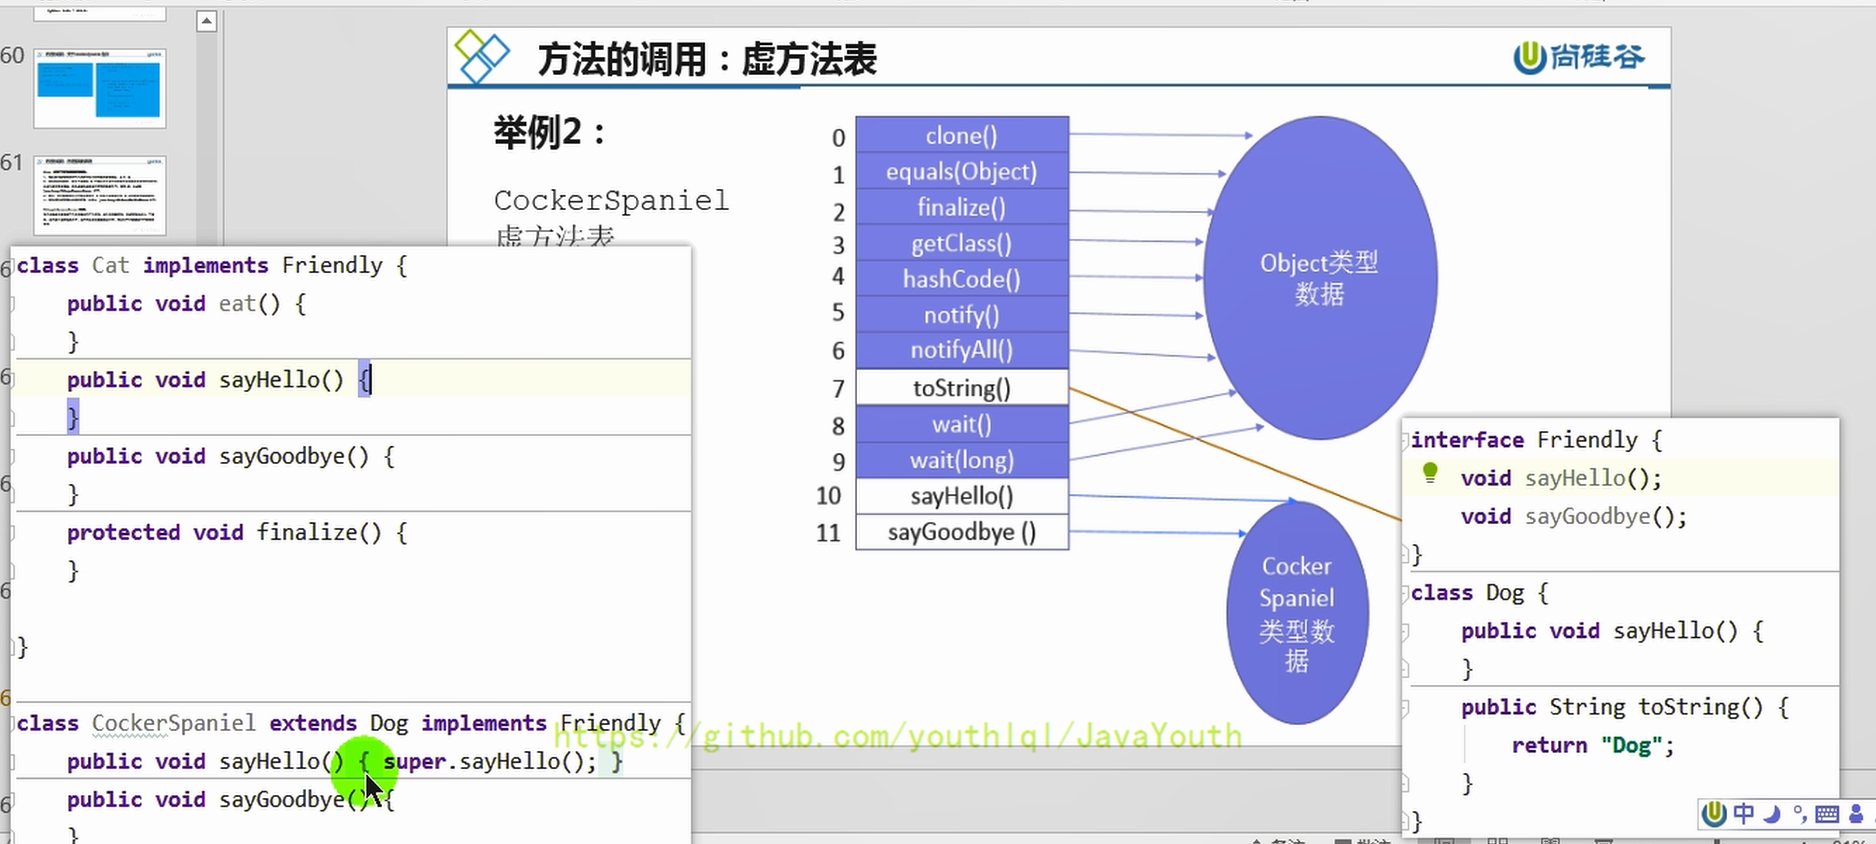 60
61
方法的调用：虚方法表
尚硅谷
举例2：
CockerSpaniel
虚方法表
0 clone()
1 equals(Object)
2 finalize()
3 getClass()
4 hashCode()
5 notify()
6 notifyAll()
7 toString()
8 wait()
9 wait(long)
10 sayHello()
11 sayGoodbye ()
Object类型
数据
Cocker
Spaniel
类型数
据
class Cat implements Friendly {
public void eat() {
}
public void sayHello() {
}
public void sayGoodbye() {
}
protected void finalize() {
}
}
class CockerSpaniel extends Dog implements Friendly {
public void sayHello() { super.sayHello(); }
public void sayGoodbye() {
}
interface Friendly {
void sayHello();
void sayGoodbye();
}
class Dog {
public void sayHello() {
}
public String toString() {
return "Dog";
}
}
https://github.com/youthlql/JavaYouth
中